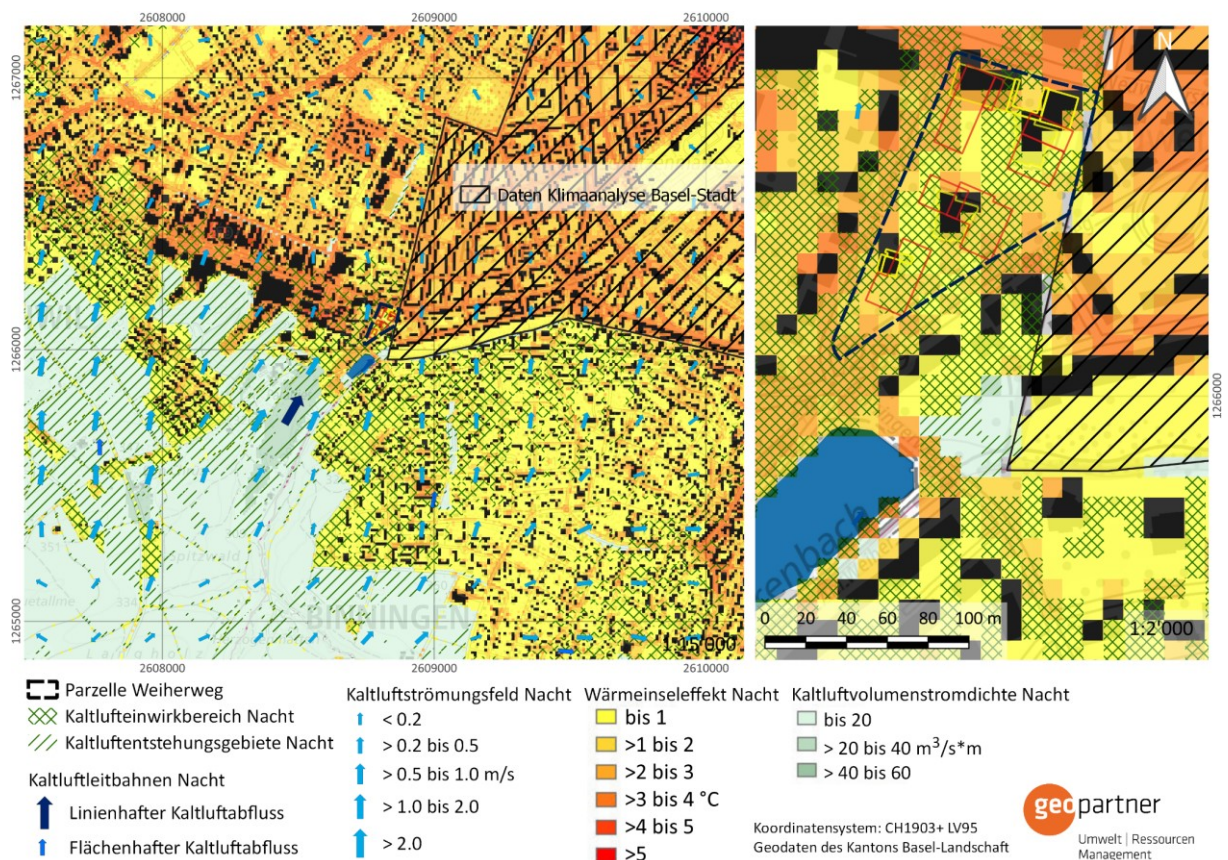 2608000
2609000
2610000
1267000
Daten Klimaanalyse Basel-Stadt
1266000
351
334
BINNINGEN
1265000
1:15'000
2608000
2609000
2610000
N
1266000
0 20 40 60 80 100 m
1:2'000
Parzelle Weiherweg
Kaltlufteinwirkbereich Nacht
Kaltluftentstehungsgebiete Nacht
Kaltluftleitbahnen Nacht
Linienhafter Kaltluftabfluss
Flächenhafter Kaltluftabfluss
Kaltluftströmungsfeld Nacht
< 0.2
> 0.2 bis 0.5
> 0.5 bis 1.0 m/s
> 1.0 bis 2.0
> 2.0
Wärmeinseleffekt Nacht
bis 1
>1 bis 2
>2 bis 3
>3 bis 4 °C
>4 bis 5
>5
Kaltluftvolumenstromdichte Nacht
bis 20
> 20 bis 40 m³/s*m
> 40 bis 60
Koordinatensystem: CH1903+ LV95
Geodaten des Kantons Basel-Landschaft
geopartner
Umwelt | Ressourcen
Management